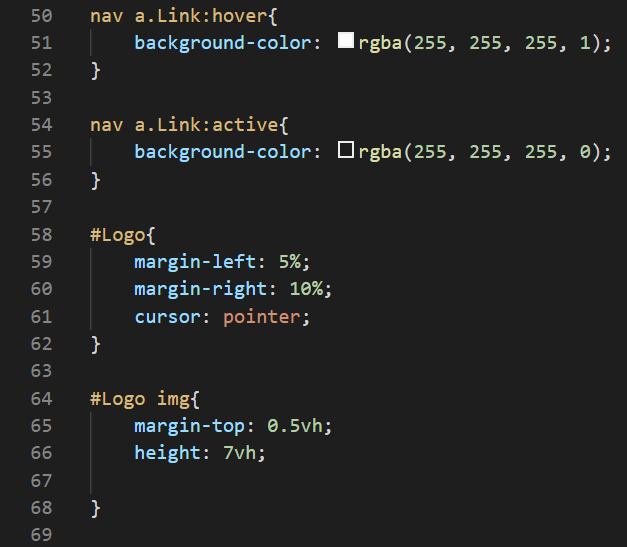 50 nav a.Link:hover{
51     background-color: rgba(255, 255, 255, 1);
52 }
53
54 nav a.Link:active{
55     background-color: rgba(255, 255, 255, 0);
56 }
57
58 #Logo{
59     margin-left: 5%;
60     margin-right: 10%;
61     cursor: pointer;
62 }
63
64 #Logo img{
65     margin-top: 0.5vh;
66     height: 7vh;
67
68 }
69